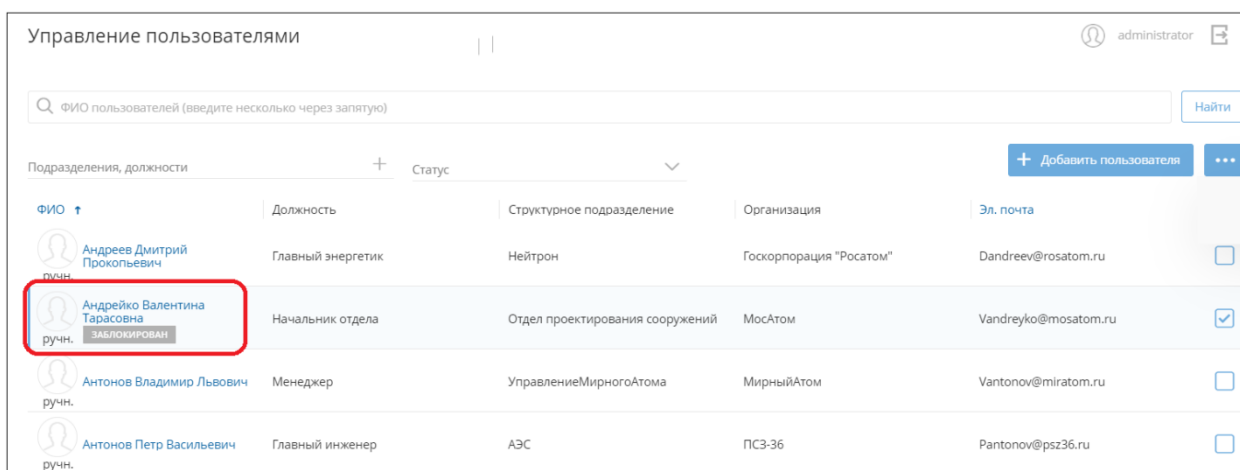 Управление пользователями
administrator
ФИО пользователей (введите несколько через запятую)
Найти
Подразделения, должности
Статус
+ Добавить пользователя
ФИО ↑ Должность Структурное подразделение Организация Эл. почта
Андреев Дмитрий
Прокопьевич
ручн.
Главный энергетик Нейтрон Госкорпорация "Росатом" Dandreev@rosatom.ru
Андрейко Валентина
Тарасовна
ЗАБЛОКИРОВАН
ручн.
Начальник отдела Отдел проектирования сооружений МосАтом Vandreyko@mosatom.ru
Антонов Владимир Львович Менеджер УправлениеМирногоАтома МирныйАтом Vantonov@miratom.ru
ручн.
Антонов Петр Васильевич Главный инженер АЭС ПСЗ-36 Pantonov@psz36.ru
ручн.